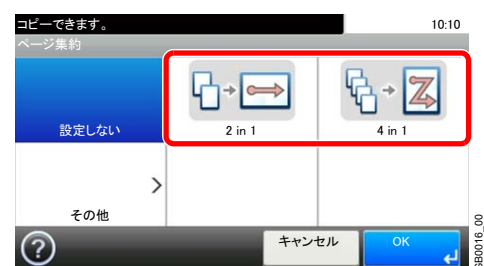 コピーできます。 10:10
ページ集約
設定しない
2 in 1
4 in 1
その他
キャンセル
OK
GB0016_00